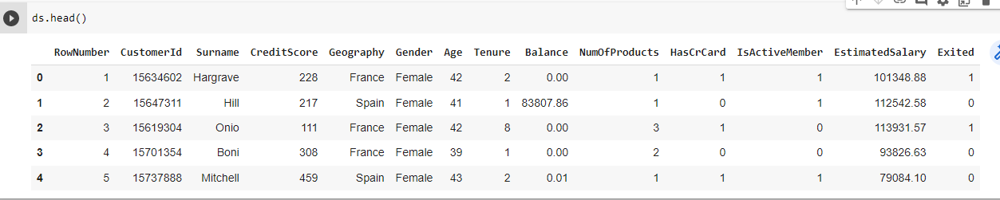 ds.head()
RowNumber CustomerId Surname CreditScore Geography Gender Age Tenure Balance NumOfProducts HasCrCard IsActiveMember EstimatedSalary Exited
0 1 15634602 Hargrave 228 France Female 42 2 0.00 1 1 1 101348.88 1
1 2 15647311 Hill 217 Spain Female 41 1 83807.86 1 0 1 112542.58 0
2 3 15619304 Onio 111 France Female 42 8 0.00 3 1 0 113931.57 1
3 4 15701354 Boni 308 France Female 39 1 0.00 2 0 0 93826.63 0
4 5 15737888 Mitchell 459 Spain Female 43 2 0.01 1 1 1 79084.10 0